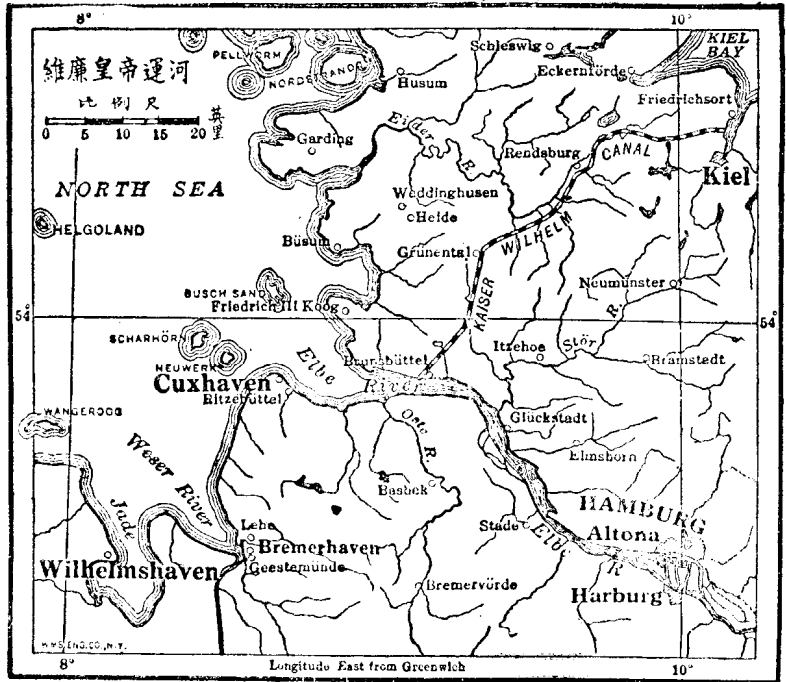 8°
10°
維廉皇帝運河
比例尺
英里
0 5 10 15 20
PELLWORM
NORDSTRAND
Husum
Schleswig
Eckernförde
KIEL
BAY
Friedrichsort
Garding
Eider R.
Rendsburg
CANAL
Kiel
NORTH SEA
Weddinghusen
Heide
HELGOLAND
Büsum
Grünental
WILHELM
KAISER
Neumünster
BUSCH SAND
Friedrich III Koog
54°
54°
SCHARHÖRN
NEUWERK
Elbe River
Brunsbüttel
Itzehoe
Stör R.
Bramstedt
Cuxhaven
Ritzebüttel
WANGEROOG
Oste R.
Glückstadt
Elmshorn
Weser River
Jade
Basbek
HAMBURG
Lehe
Stade
Elbe R
Altona
Bremerhaven
Wilhelmshaven
Geestemünde
Bremervörde
Harburg
WMS. ENG. CO., N.Y.
8°
Longitude East from Greenwich
10°